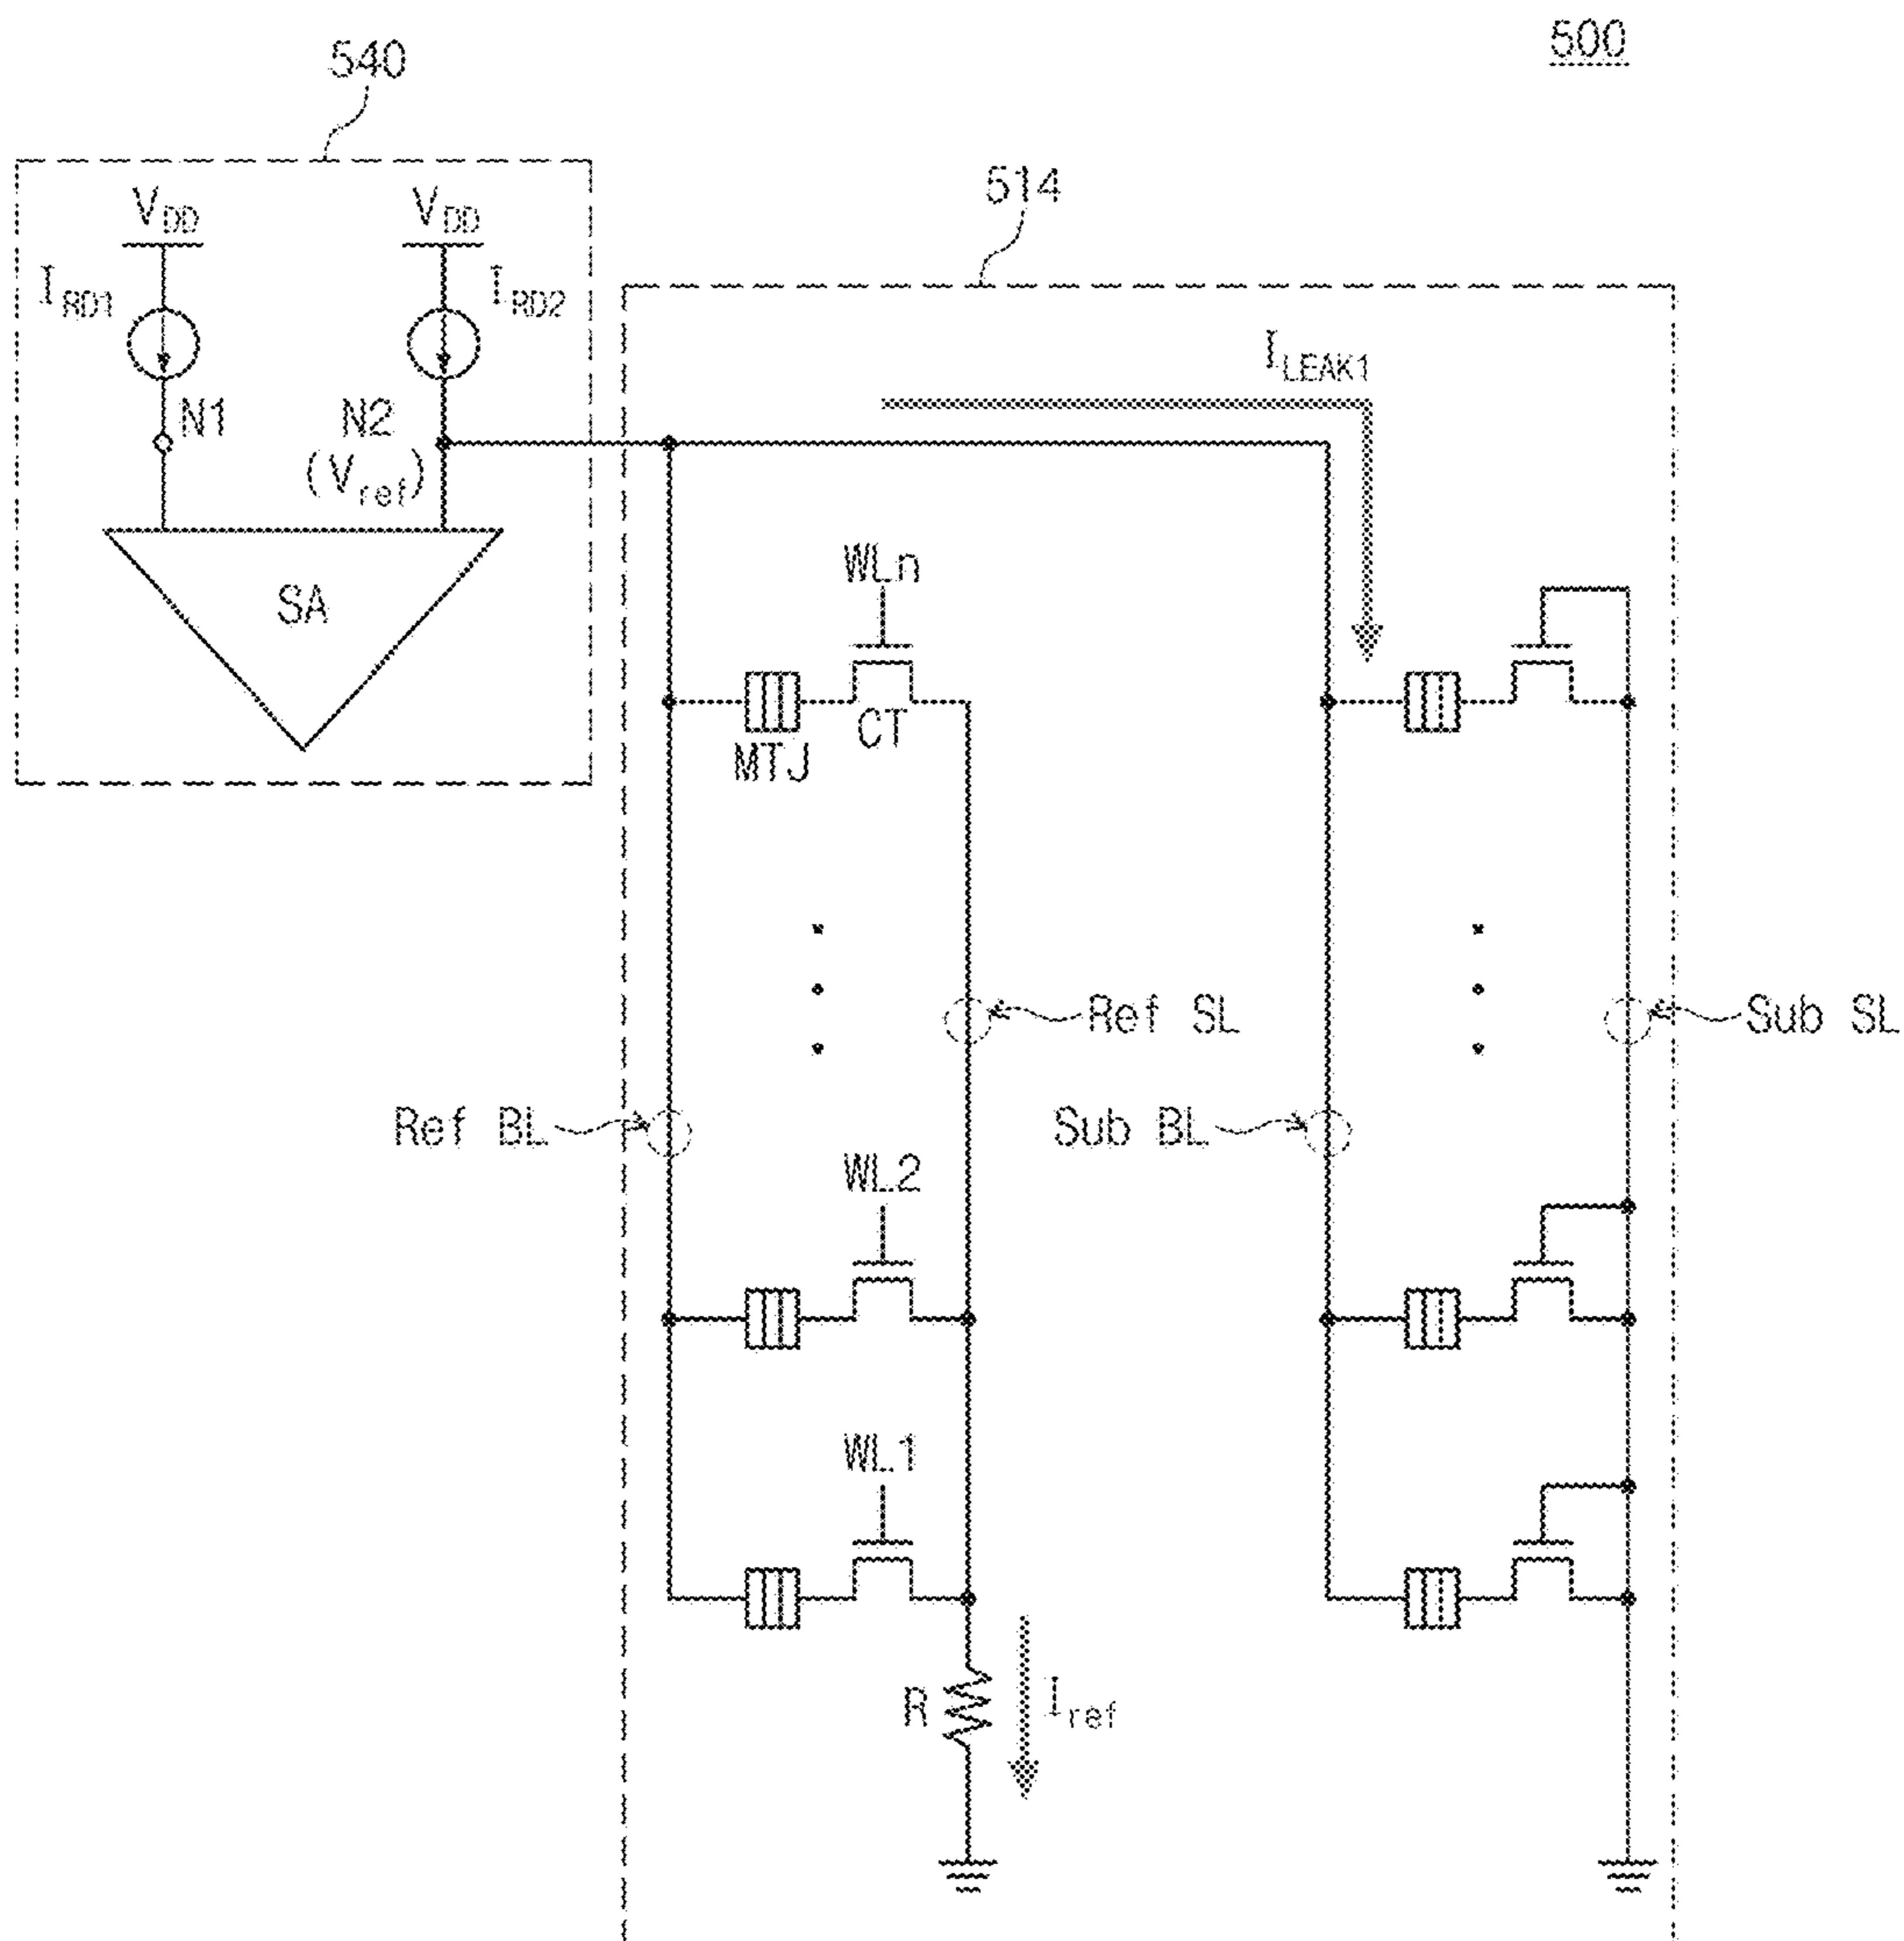 500
540
514
VDD
VDD
IRD1
IRD2
ILEAK1
N1
N2
(Vref)
SA
WLn
CT
MTJ
Ref SL
Sub SL
Ref BL
Sub BL
WL2
WL1
R
Iref